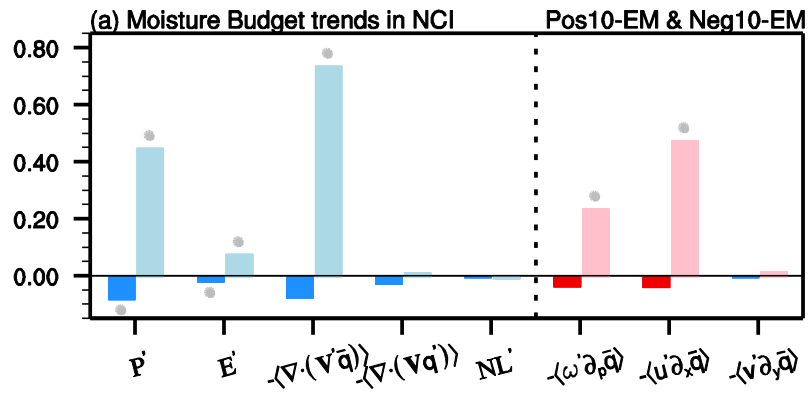 (a) Moisture Budget trends in NCI Pos10-EM & Neg10-EM
0.80
0.60
0.40
0.20
0.00
P' E' -⟨∇·(V'q̄)⟩ -⟨∇·(V̄q')⟩ NL' -⟨ω'∂ₚq̄⟩ -⟨u'∂ₓq̄⟩ -⟨v'∂ᵧq̄⟩